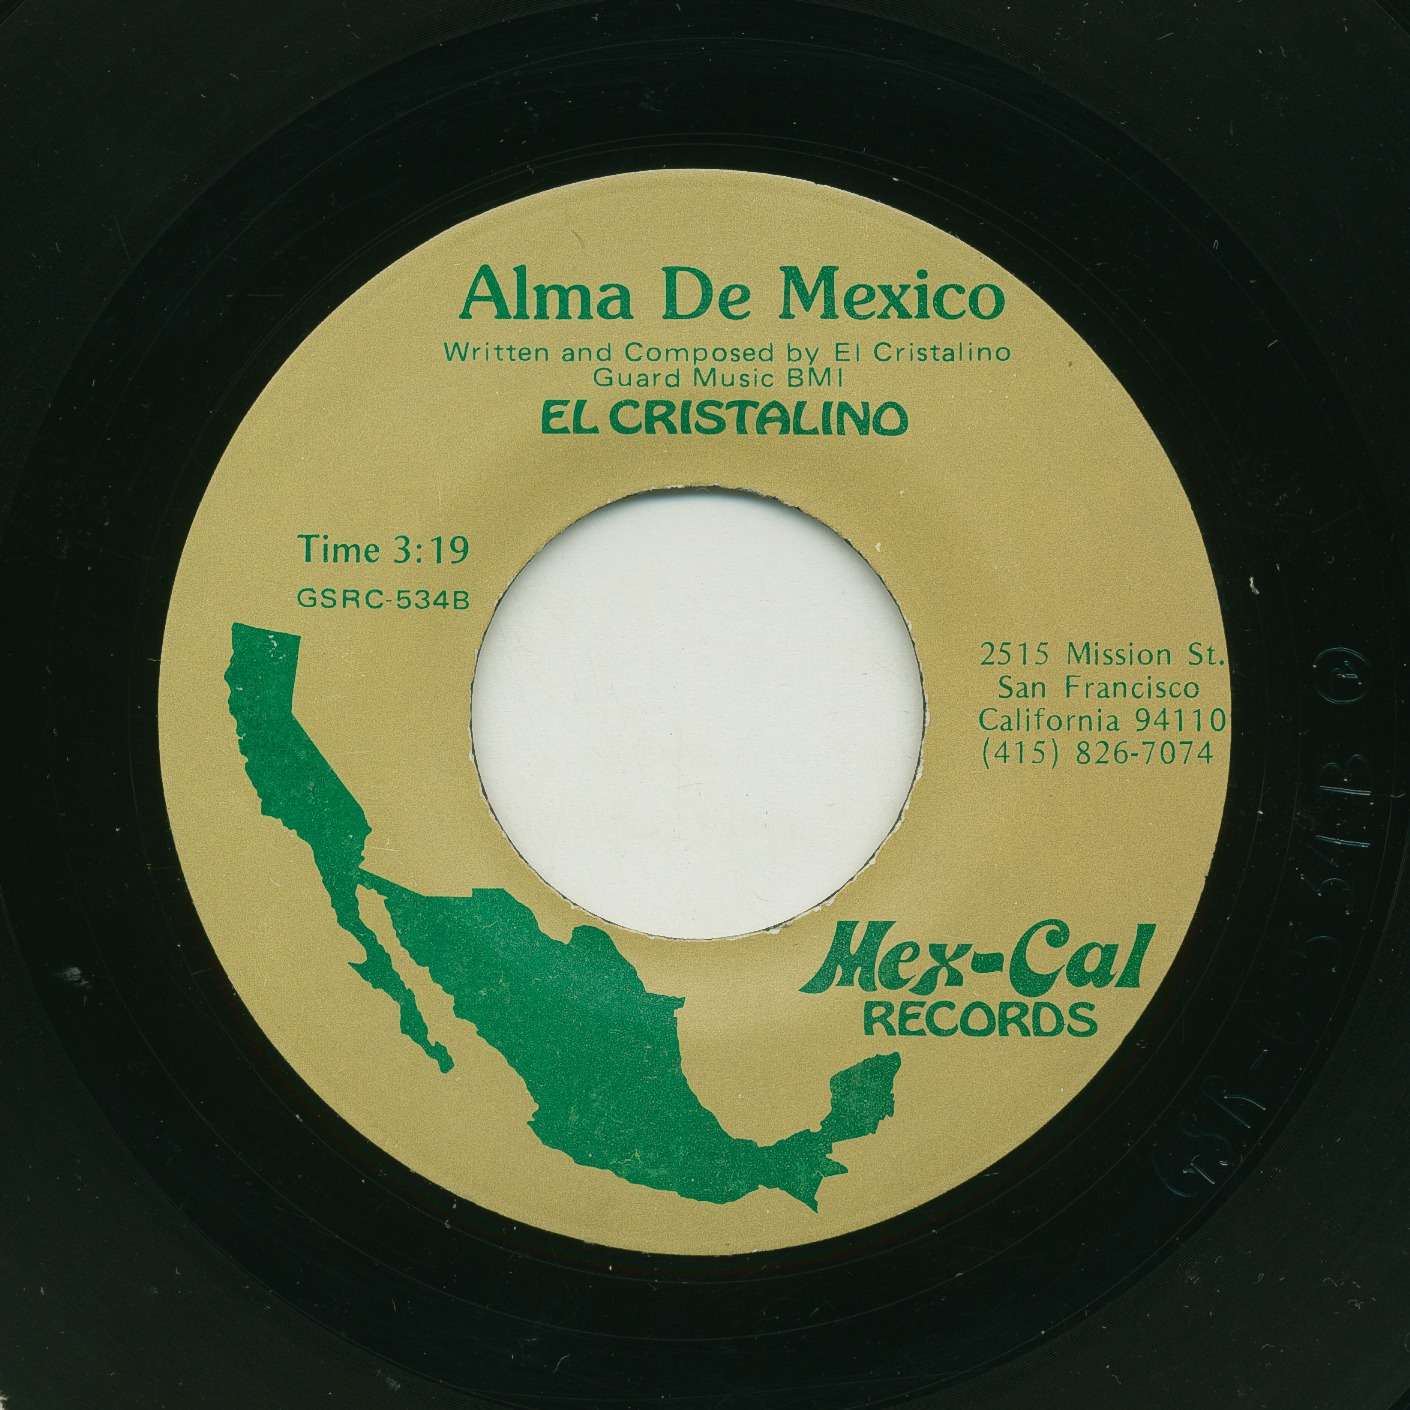 Alma De Mexico
Written and Composed by El Cristalino
Guard Music BMI
EL CRISTALINO
Time 3:19
GSRC-534B
2515 Mission St.
San Francisco
California 94110
(415) 826-7074
Mex-Cal
RECORDS